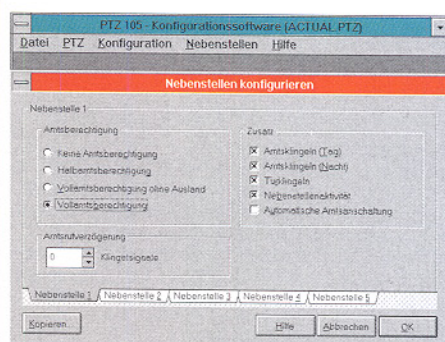 PTZ 105 - Konfigurationssoftware (ACTUAL.PTZ)
Datei PTZ Konfiguration Nebenstellen Hilfe
Nebenstellen konfigurieren
Nebenstelle 1
Amtsberechtigung
Keine Amtsberechtigung
Halbamtsberechtigung
Vollamtsberechtigung ohne Ausland
Vollamtsberechtigung
Zusatz
Amtsklingeln (Tag)
Amtsklingeln (Nacht)
Türklingeln
Nebenstellenaktivität
Automatische Amtsanschaltung
Amtsrufverzögerung
0 Klingelsignale
Nebenstelle 1 Nebenstelle 2 Nebenstelle 3 Nebenstelle 4 Nebenstelle 5
Kopieren... Hilfe Abbrechen OK